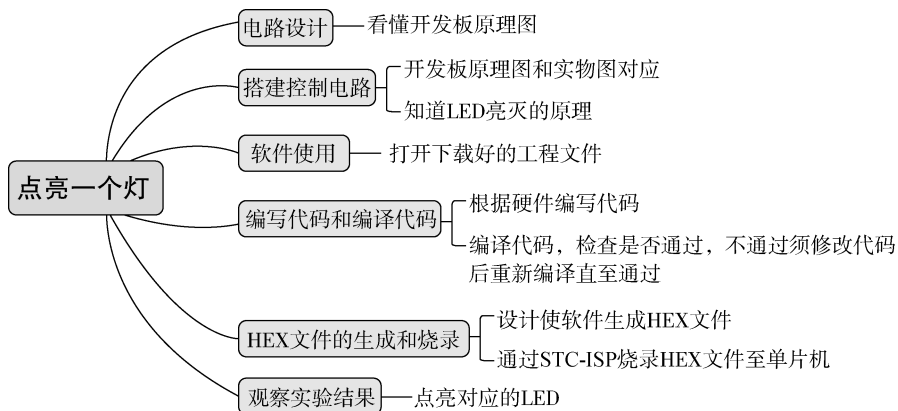 点亮一个灯
电路设计
看懂开发板原理图
搭建控制电路
开发板原理图和实物图对应
知道LED亮灭的原理
软件使用
打开下载好的工程文件
编写代码和编译代码
根据硬件编写代码
编译代码，检查是否通过，不通过须修改代码
后重新编译直至通过
HEX文件的生成和烧录
设计使软件生成HEX文件
通过STC-ISP烧录HEX文件至单片机
观察实验结果
点亮对应的LED